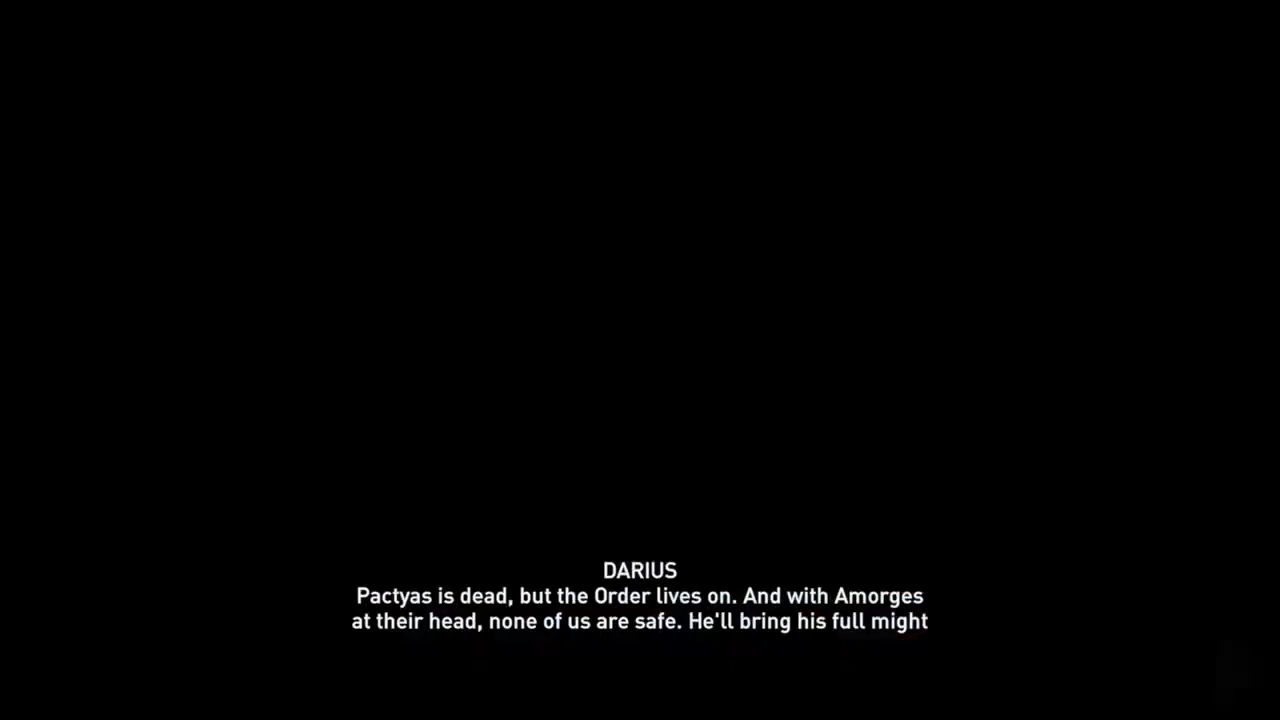 DARIUS
Pactyas is dead, but the Order lives on. And with Amorges
at their head, none of us are safe. He'll bring his full might